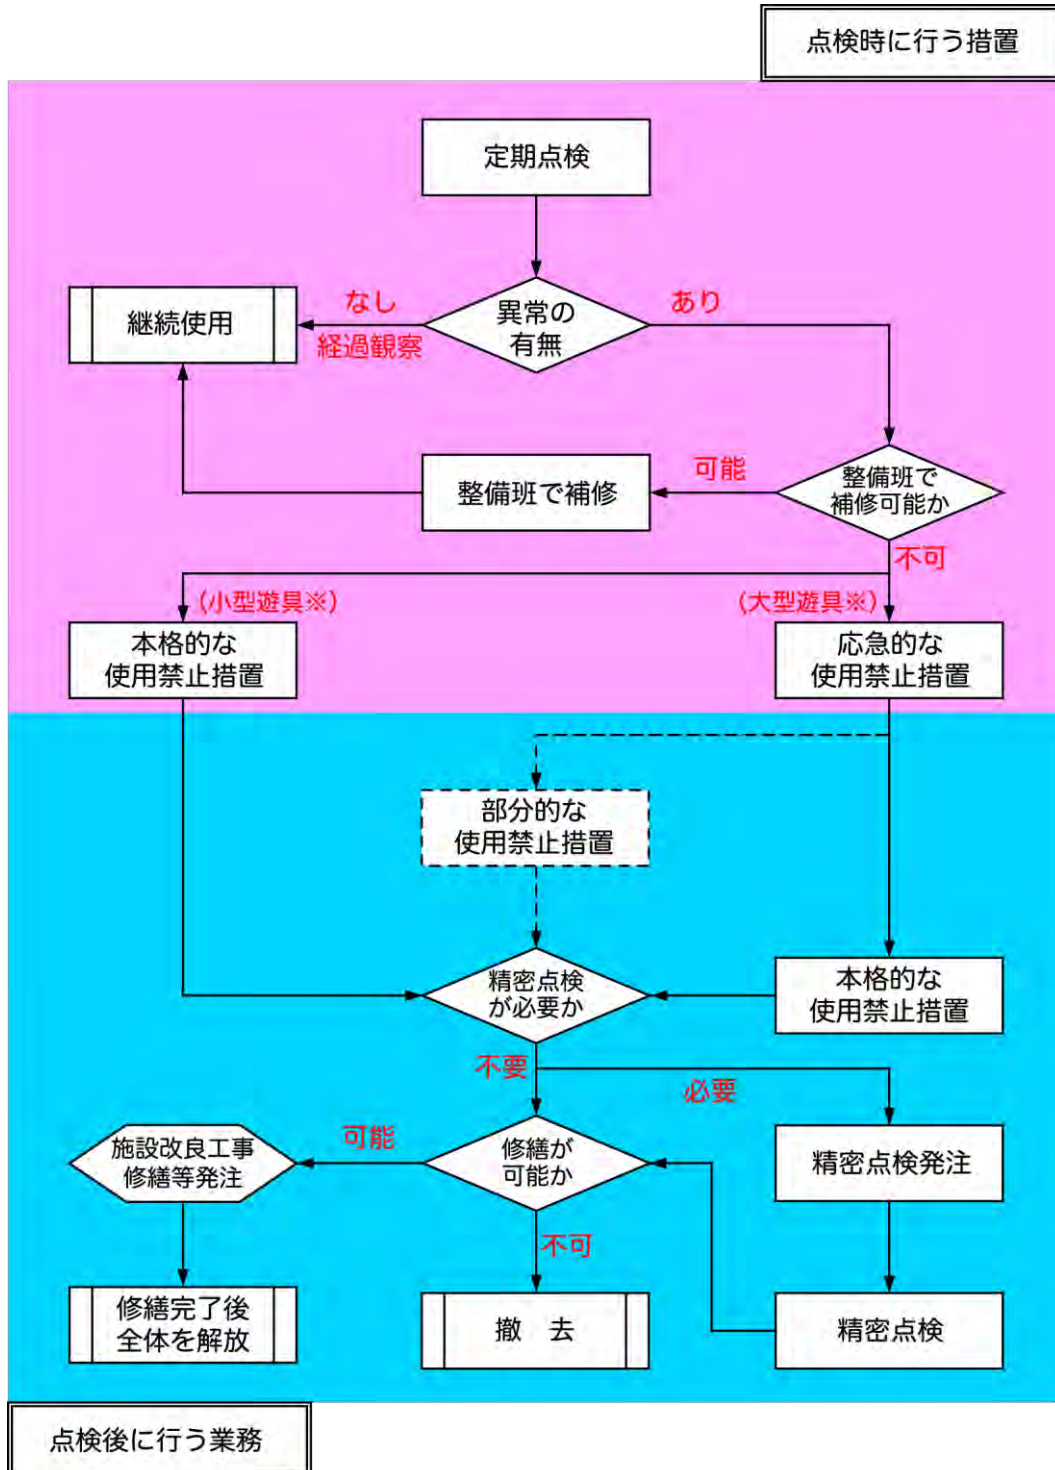 点検時に行う措置
定期点検
異常の
有無
なし
経過観察
あり
継続使用
整備班で
補修可能か
可能
整備班で補修
不可
(小型遊具※)
(大型遊具※)
本格的な
使用禁止措置
応急的な
使用禁止措置
部分的な
使用禁止措置
精密点検
が必要か
本格的な
使用禁止措置
不要
必要
施設改良工事
修繕等発注
可能
修繕が
可能か
精密点検発注
不可
修繕完了後
全体を解放
撤　去
精密点検
点検後に行う業務